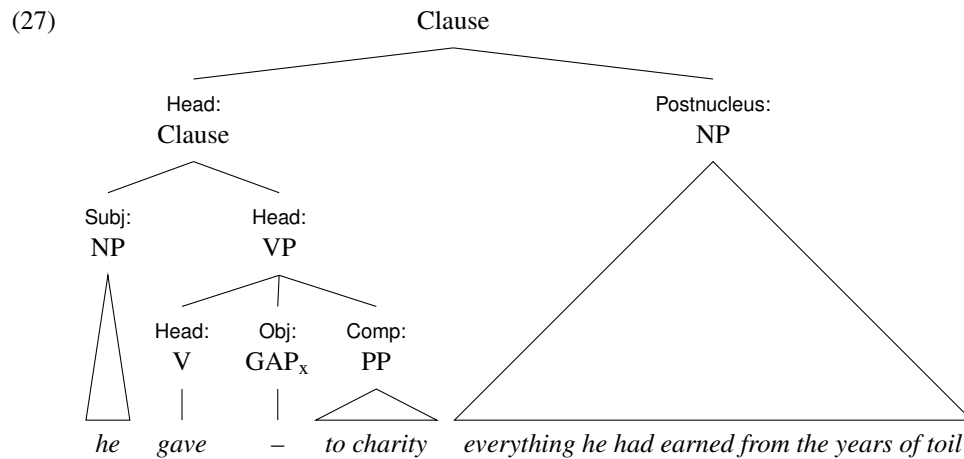 (27) Clause
Head: Postnucleus:
Clause NP
Subj: Head:
NP VP
Head: Obj: Comp:
V GAPx PP
he gave – to charity everything he had earned from the years of toil